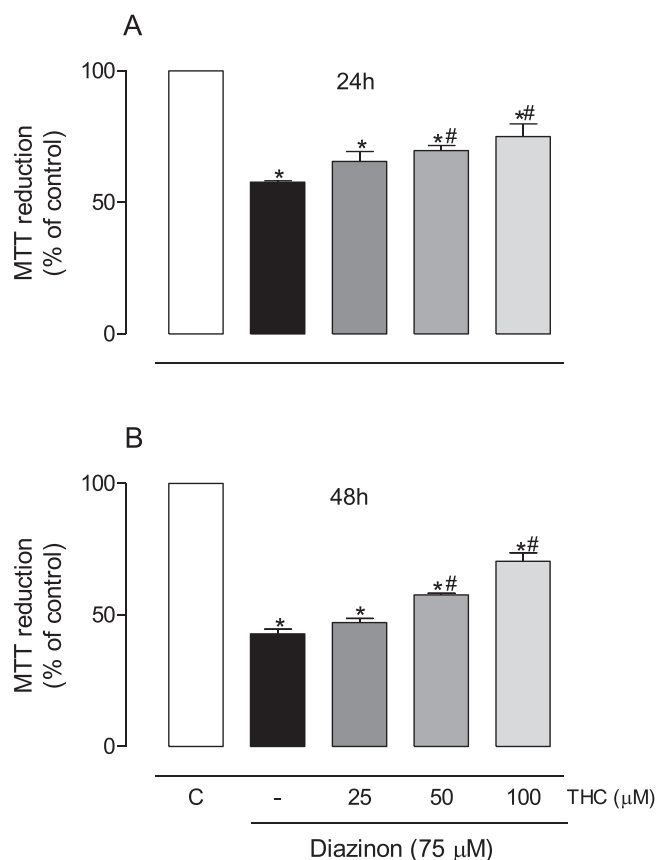 A
100
24h
*
*
*#
*#
50
0
MTT reduction
(% of control)
B
100
48h
*
*
*#
*#
50
0
MTT reduction
(% of control)
C - 25 50 100 THC (μM)
Diazinon (75 μM)